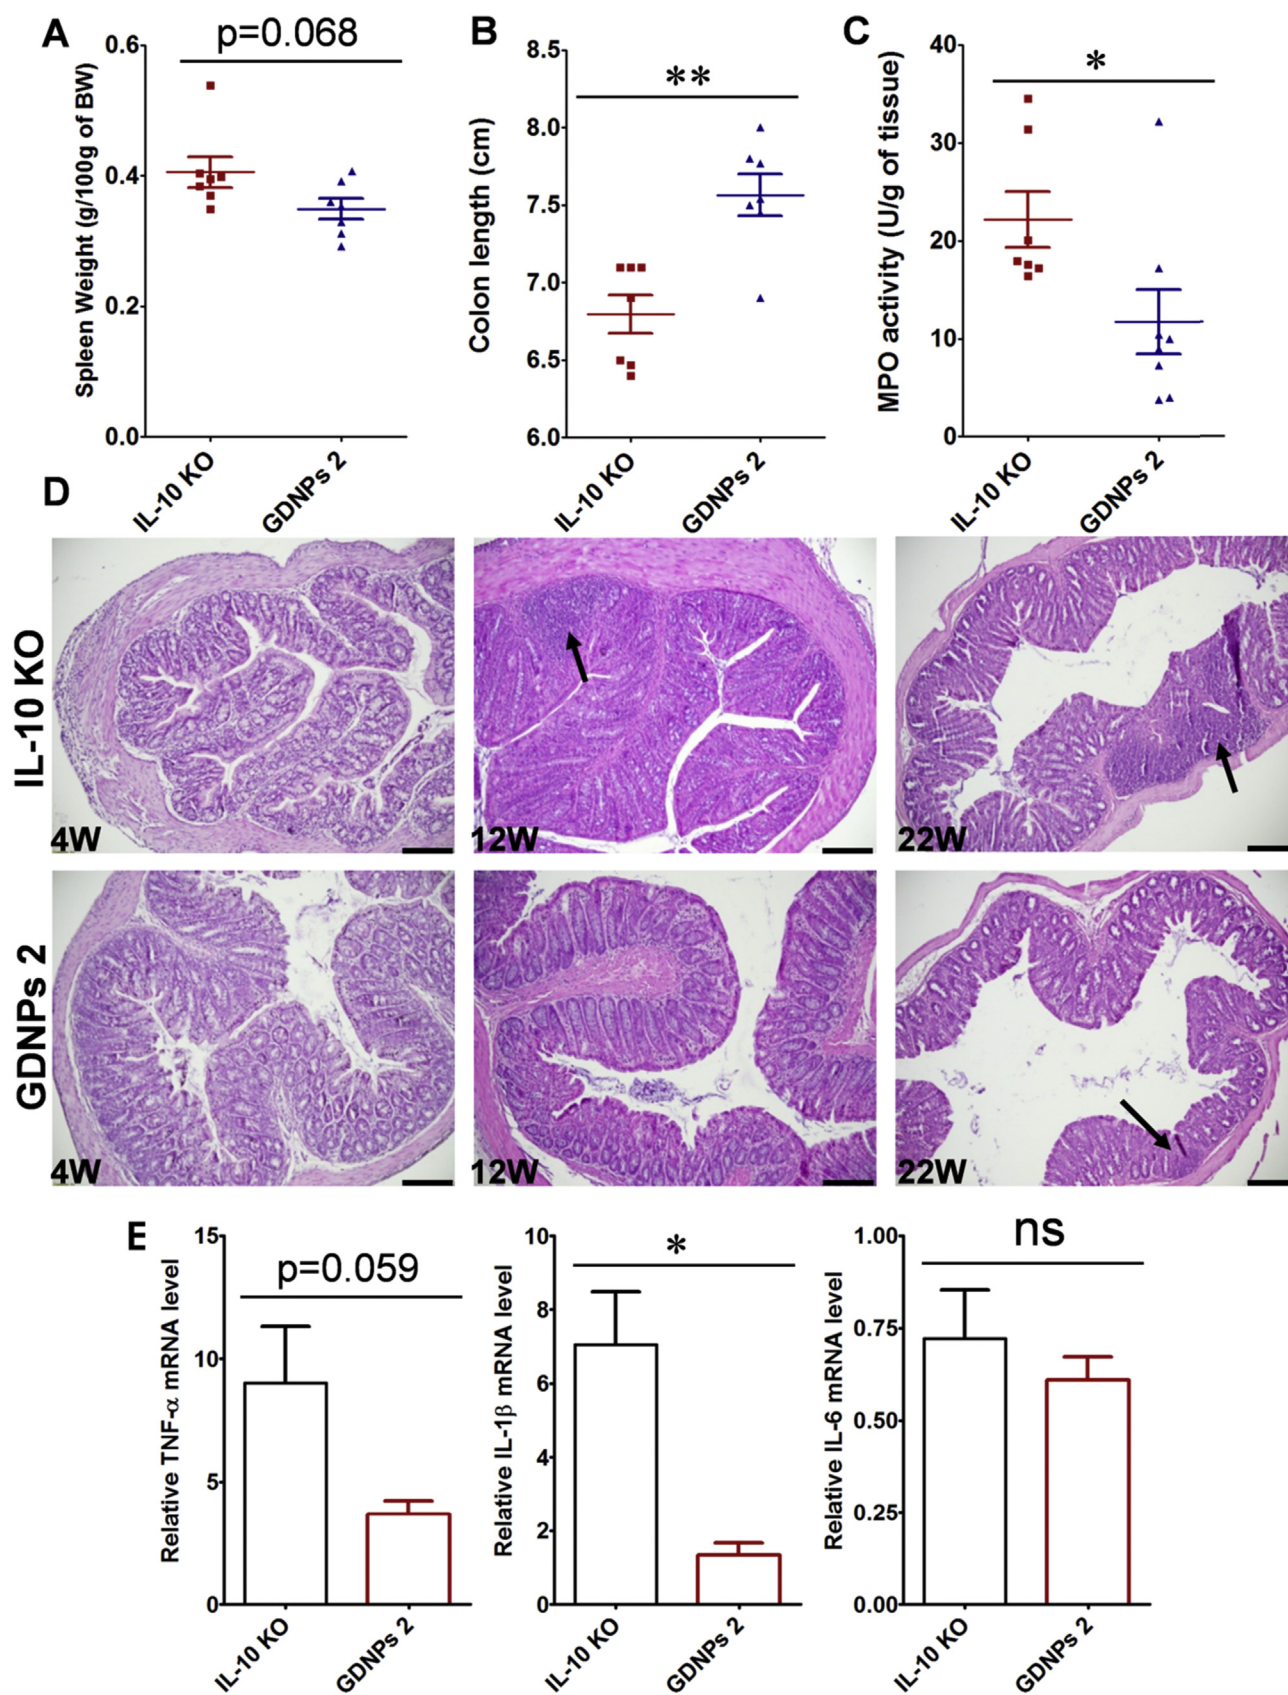 A
p=0.068
Spleen Weight (g/100g of BW)
0.6
0.4
0.2
0.0
IL-10 KO
GDNPs 2
B
**
Colon length (cm)
8.5
8.0
7.5
7.0
6.5
6.0
IL-10 KO
GDNPs 2
C
*
MPO activity (U/g of tissue)
40
30
20
10
0
IL-10 KO
GDNPs 2
D
IL-10 KO
4W
12W
22W
GDNPs 2
4W
12W
22W
E
p=0.059
Relative TNF-α mRNA level
15
10
5
0
IL-10 KO
GDNPs 2
*
Relative IL-1β mRNA level
10
8
6
4
2
0
IL-10 KO
GDNPs 2
ns
Relative IL-6 mRNA level
1.00
0.75
0.50
0.25
0.00
IL-10 KO
GDNPs 2